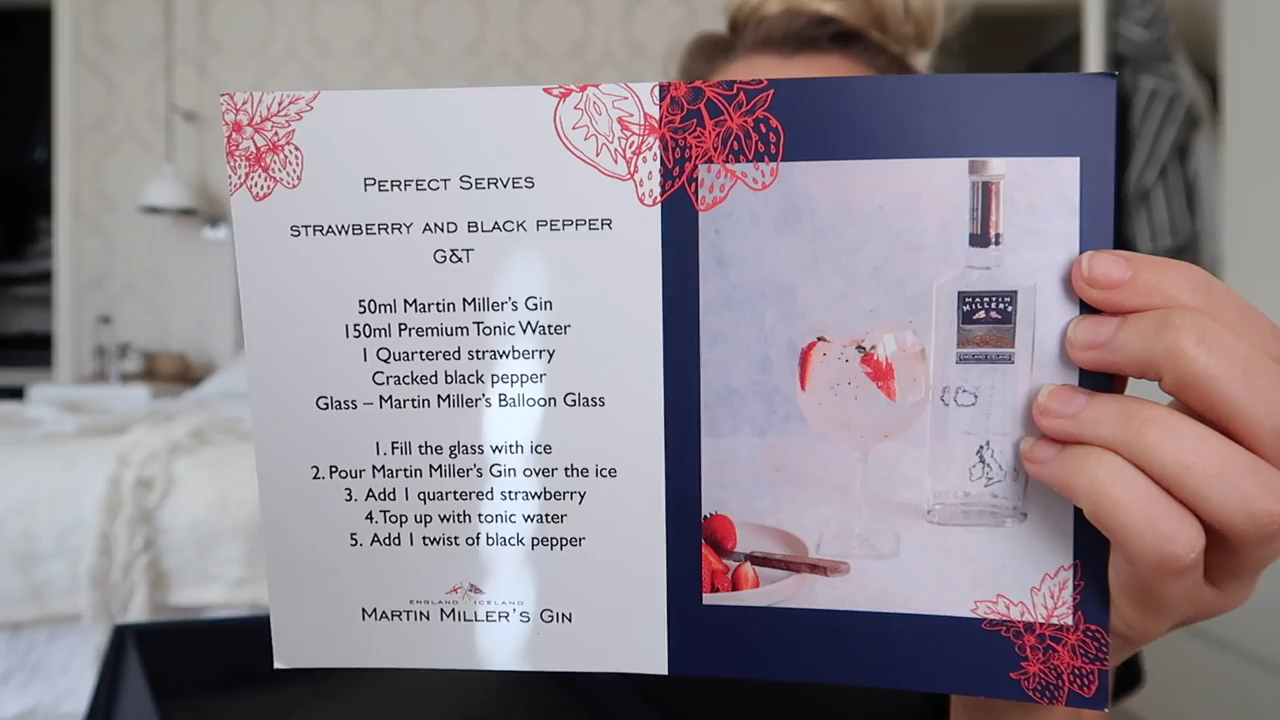 PERFECT SERVES
STRAWBERRY AND BLACK PEPPER
G&T
50ml Martin Miller's Gin
150ml Premium Tonic Water
1 Quartered strawberry
Cracked black pepper
Glass – Martin Miller's Balloon Glass
1. Fill the glass with ice
2. Pour Martin Miller's Gin over the ice
3. Add 1 quartered strawberry
4. Top up with tonic water
5. Add 1 twist of black pepper
ENGLAND · ICELAND
MARTIN MILLER'S GIN
MARTIN
MILLER'S
ENGLAND ICELAND